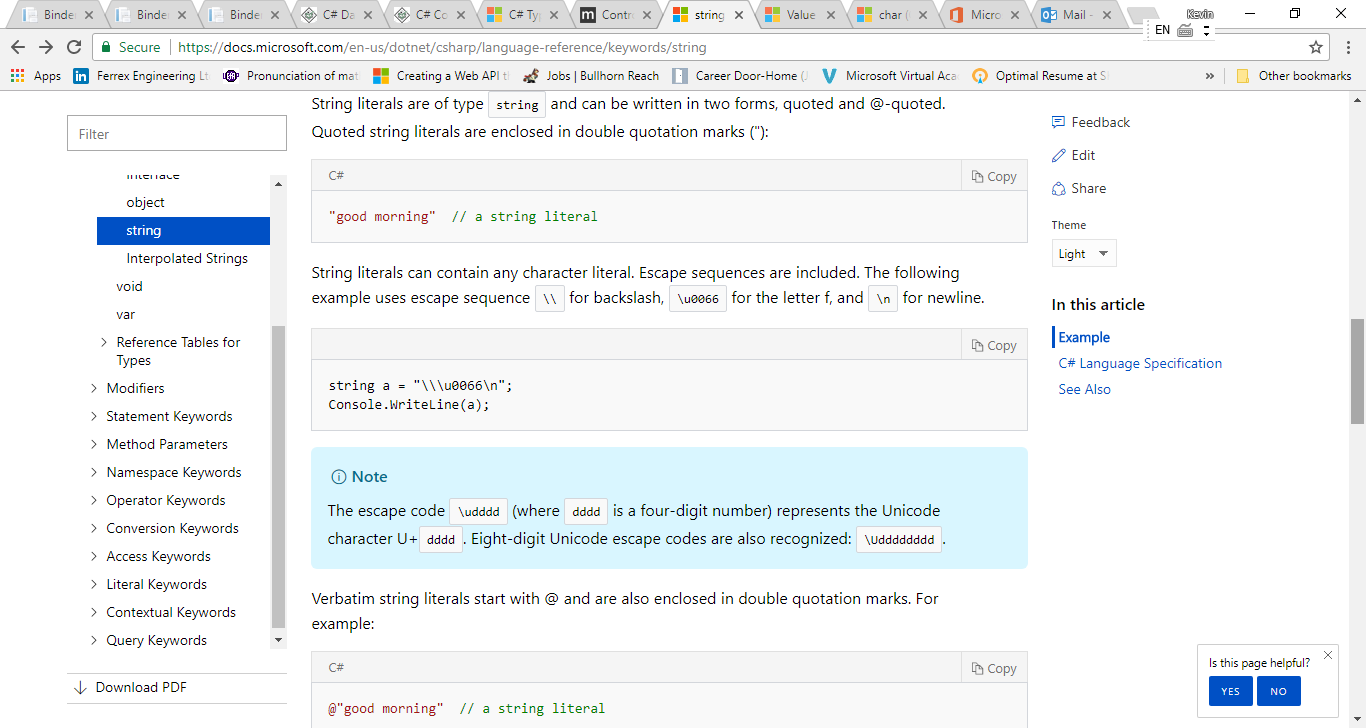 Binde
Binde
Binde
C# Da
C# Co
C# Ty
Contr
string
Value
char (
Micro
Mail -
Kevin
EN
Secure
https://docs.microsoft.com/en-us/dotnet/csharp/language-reference/keywords/string
Apps
Ferrex Engineering Lt
Pronunciation of mat
Creating a Web API t
Jobs | Bullhorn Reach
Career Door-Home (
Microsoft Virtual Aca
Optimal Resume at S
»
Other bookmarks
Filter
interface
object
string
Interpolated Strings
void
var
Reference Tables for
Types
Modifiers
Statement Keywords
Method Parameters
Namespace Keywords
Operator Keywords
Conversion Keywords
Access Keywords
Literal Keywords
Contextual Keywords
Query Keywords
Download PDF
String literals are of type string and can be written in two forms, quoted and @-quoted.
Quoted string literals are enclosed in double quotation marks ("):
C#
Copy
"good morning"  // a string literal
String literals can contain any character literal. Escape sequences are included. The following
example uses escape sequence \\ for backslash, \u0066 for the letter f, and \n for newline.
Copy
string a = "\\\u0066\n";
Console.WriteLine(a);
Note
The escape code \udddd (where dddd is a four-digit number) represents the Unicode
character U+ dddd . Eight-digit Unicode escape codes are also recognized: \Udddddddd .
Verbatim string literals start with @ and are also enclosed in double quotation marks. For
example:
C#
Copy
@"good morning"  // a string literal
Feedback
Edit
Share
Theme
Light
In this article
Example
C# Language Specification
See Also
Is this page helpful?
YES
NO